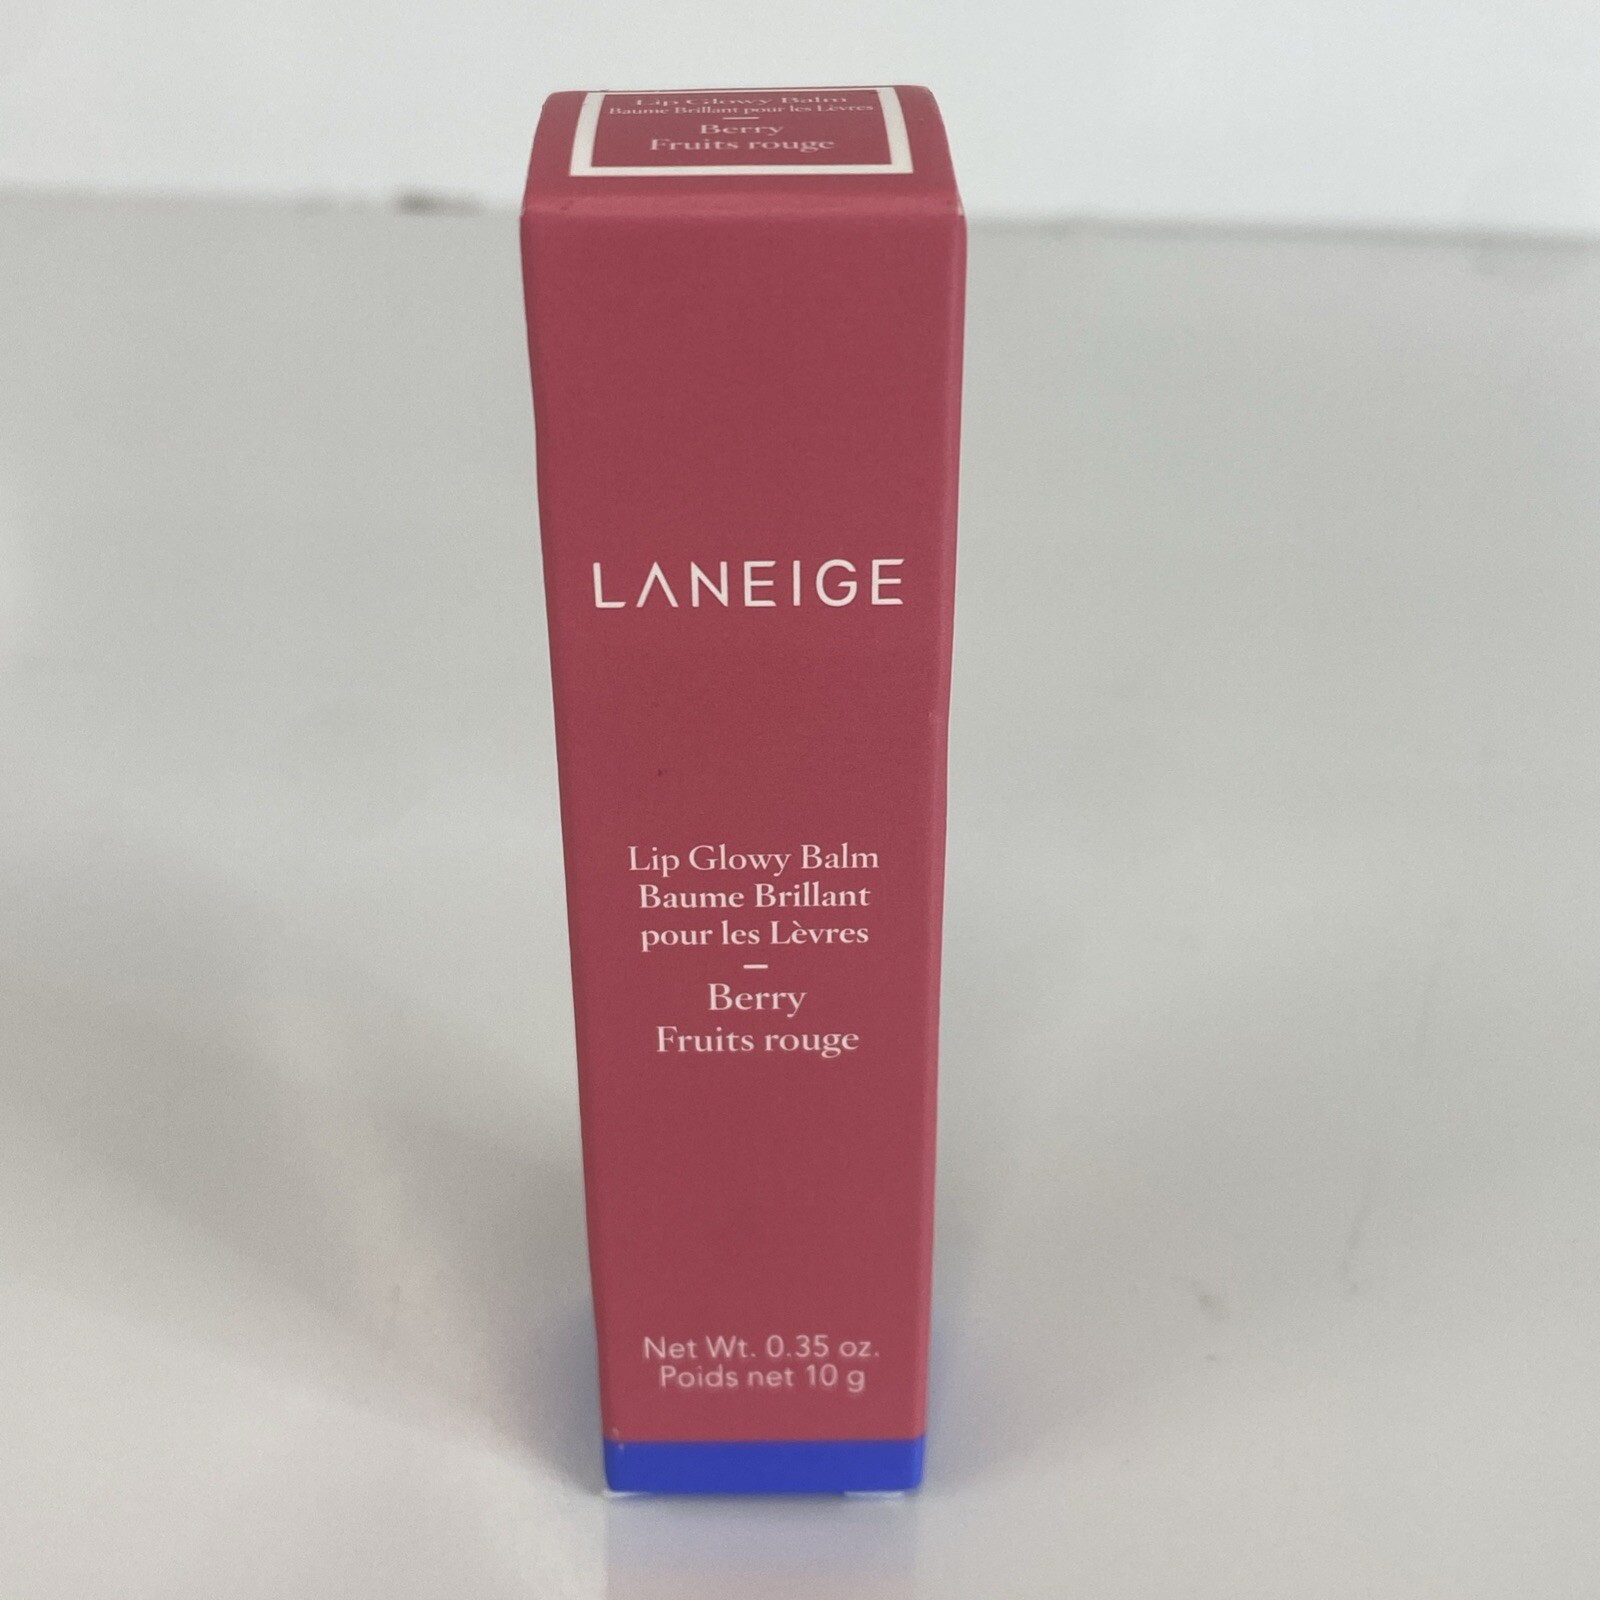 Lip Glowy Balm
Baume Brillant pour les Lèvres
Berry
Fruits rouge
LANEIGE
Lip Glowy Balm
Baume Brillant
pour les Lèvres
Berry
Fruits rouge
Net Wt. 0.35 oz.
Poids net 10 g